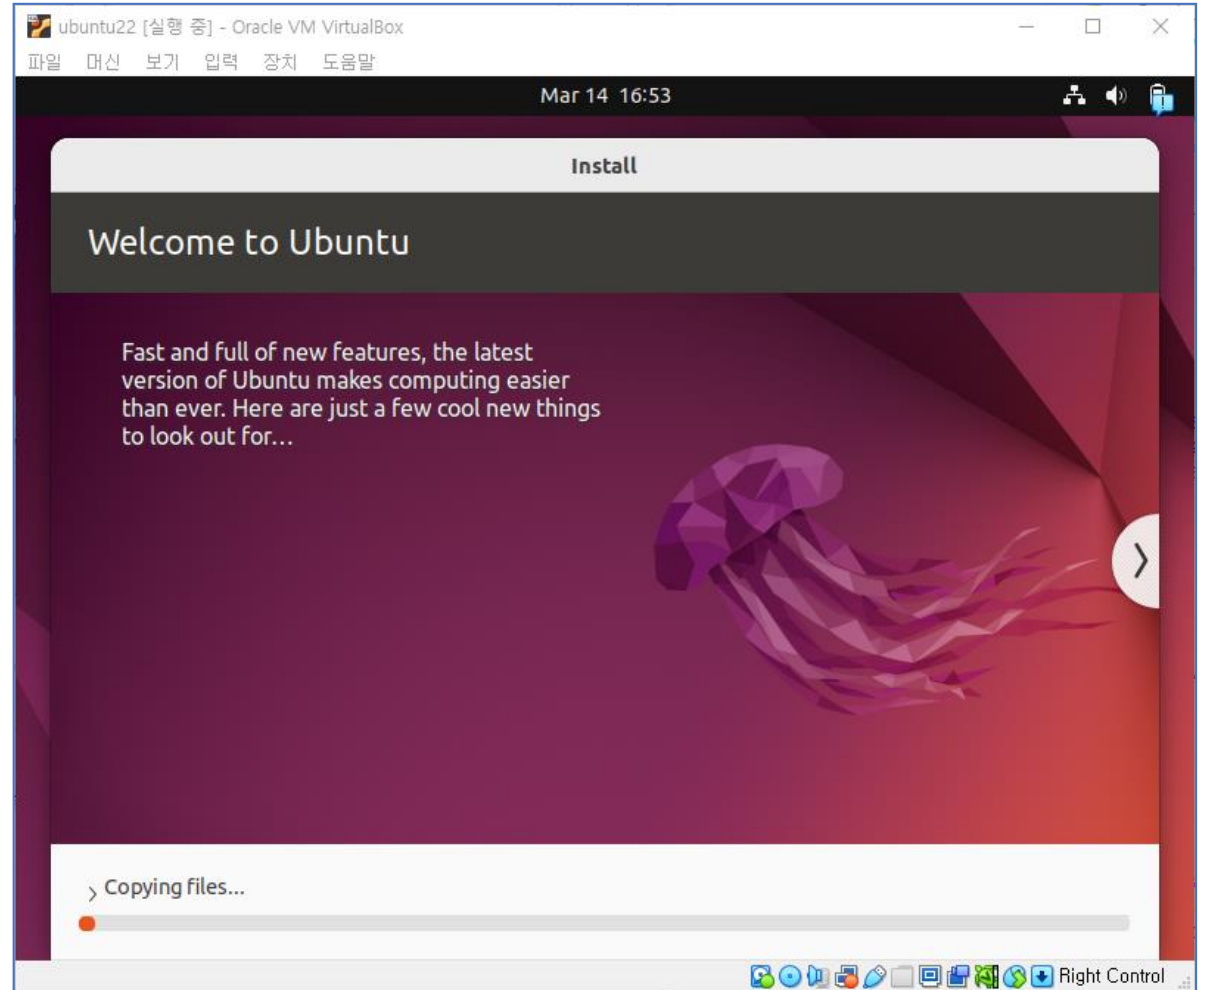 ubuntu22 [실행 중] - Oracle VM VirtualBox
파일 머신 보기 입력 장치 도움말
Mar 14 16:53
Install
Welcome to Ubuntu
Fast and full of new features, the latest
version of Ubuntu makes computing easier
than ever. Here are just a few cool new things
to look out for...
Copying files...
Right Control